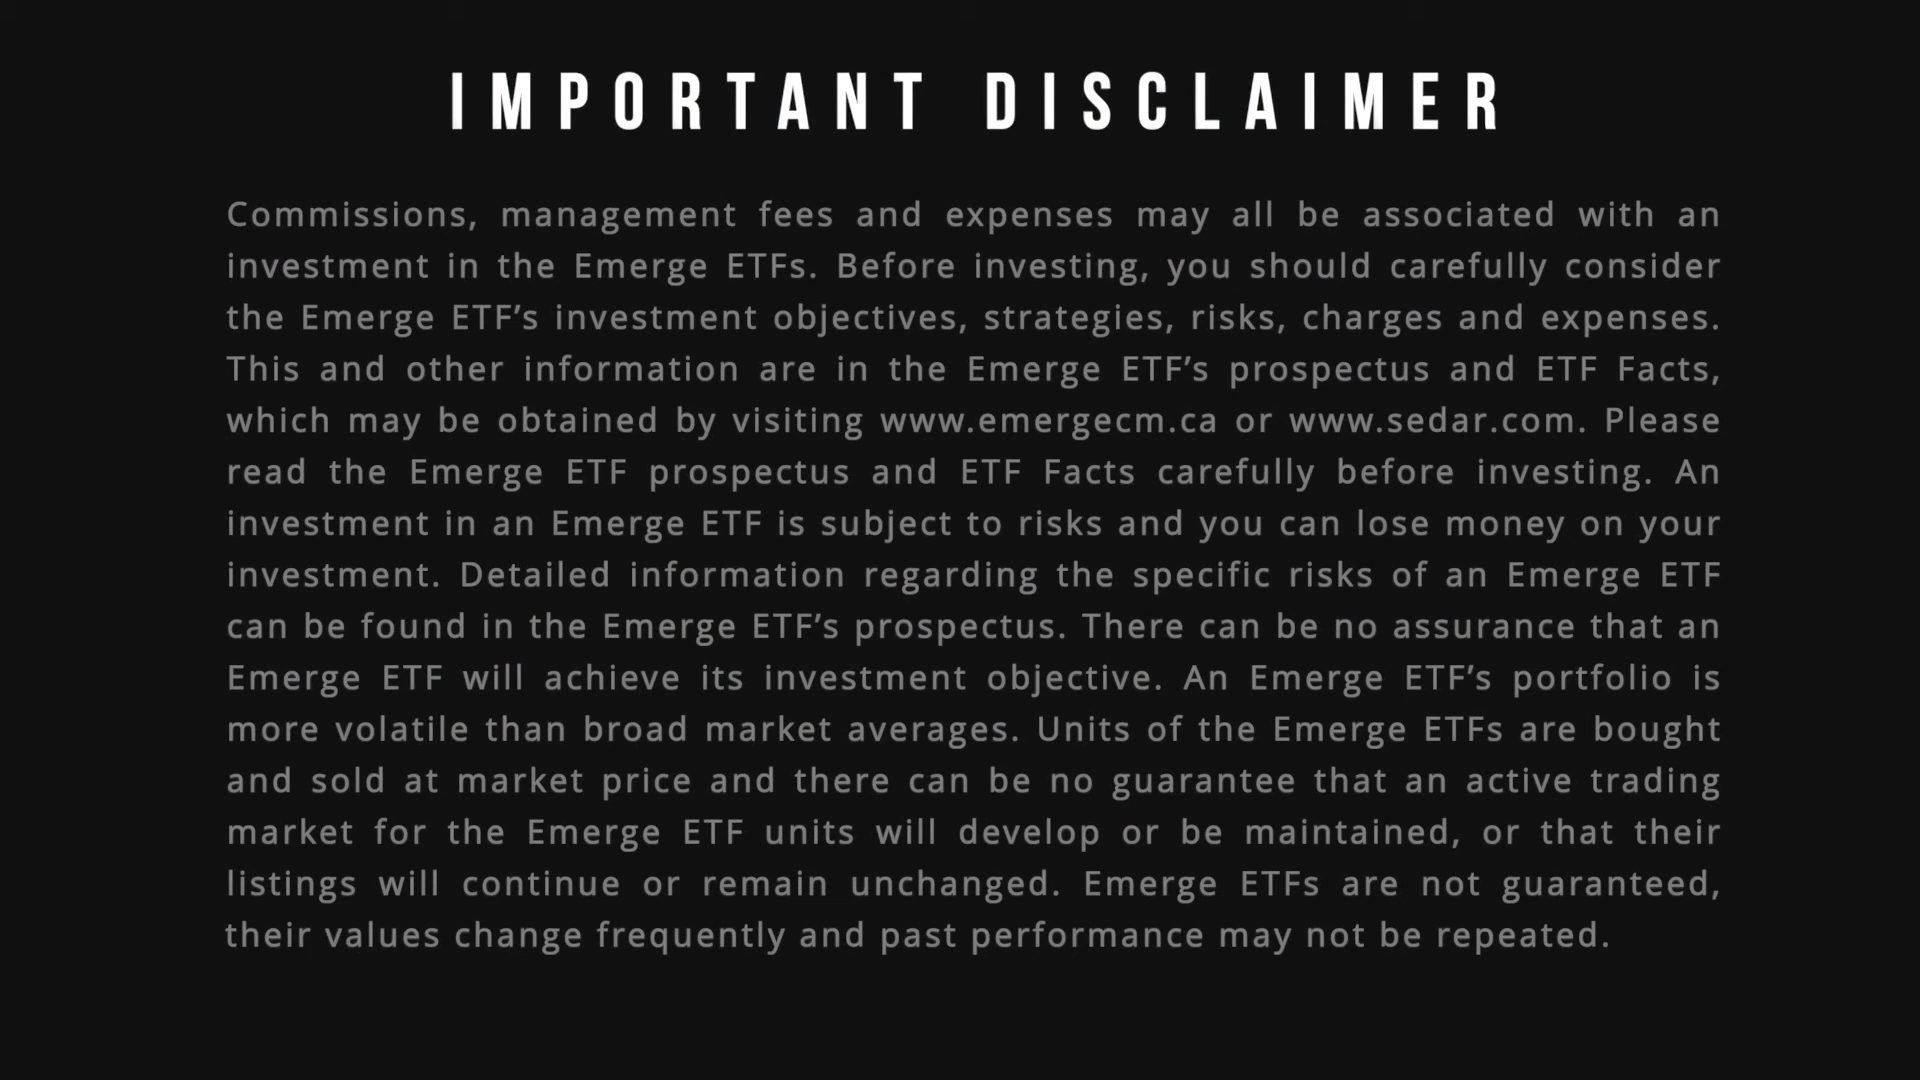 IMPORTANT DISCLAIMER
Commissions, management fees and expenses may all be associated with an
investment in the Emerge ETFs. Before investing, you should carefully consider
the Emerge ETF’s investment objectives, strategies, risks, charges and expenses.
This and other information are in the Emerge ETF’s prospectus and ETF Facts,
which may be obtained by visiting www.emergecm.ca or www.sedar.com. Please
read the Emerge ETF prospectus and ETF Facts carefully before investing. An
investment in an Emerge ETF is subject to risks and you can lose money on your
investment. Detailed information regarding the specific risks of an Emerge ETF
can be found in the Emerge ETF’s prospectus. There can be no assurance that an
Emerge ETF will achieve its investment objective. An Emerge ETF’s portfolio is
more volatile than broad market averages. Units of the Emerge ETFs are bought
and sold at market price and there can be no guarantee that an active trading
market for the Emerge ETF units will develop or be maintained, or that their
listings will continue or remain unchanged. Emerge ETFs are not guaranteed,
their values change frequently and past performance may not be repeated.